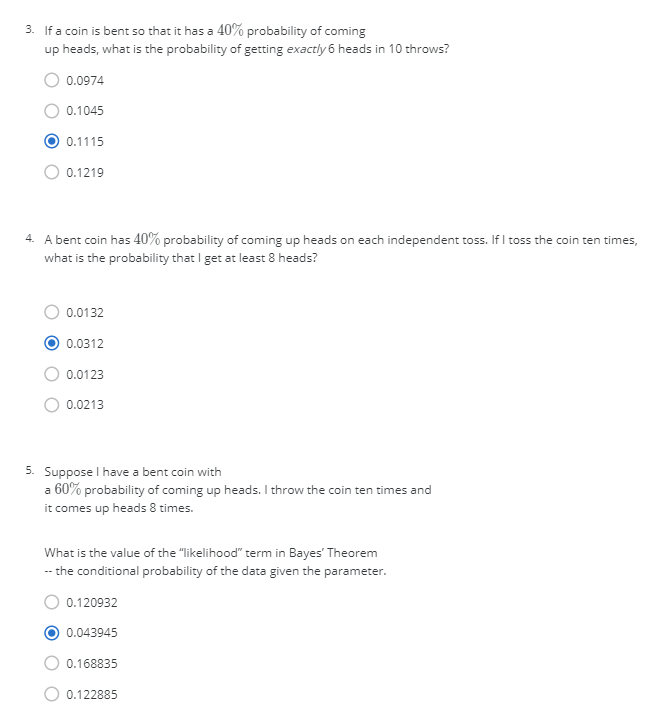 3. If a coin is bent so that it has a 40% probability of coming
up heads, what is the probability of getting exactly 6 heads in 10 throws?
0.0974
0.1045
0.1115
0.1219
4. A bent coin has 40% probability of coming up heads on each independent toss. If I toss the coin ten times,
what is the probability that I get at least 8 heads?
0.0132
0.0312
0.0123
0.0213
5. Suppose I have a bent coin with
a 60% probability of coming up heads. I throw the coin ten times and
it comes up heads 8 times.
What is the value of the “likelihood” term in Bayes’ Theorem
-- the conditional probability of the data given the parameter.
0.120932
0.043945
0.168835
0.122885